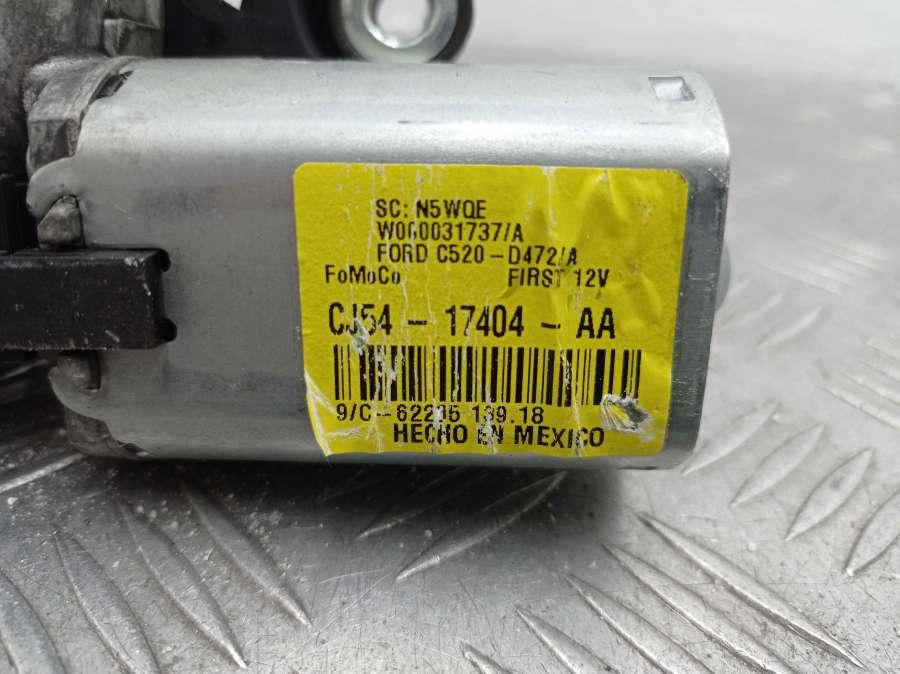 SC: N5WQE
W000031737/A
FORD C520-D472/A
FoMoCo FIRST 12V
CJ54-17404-AA
HECHO EN MEXICO